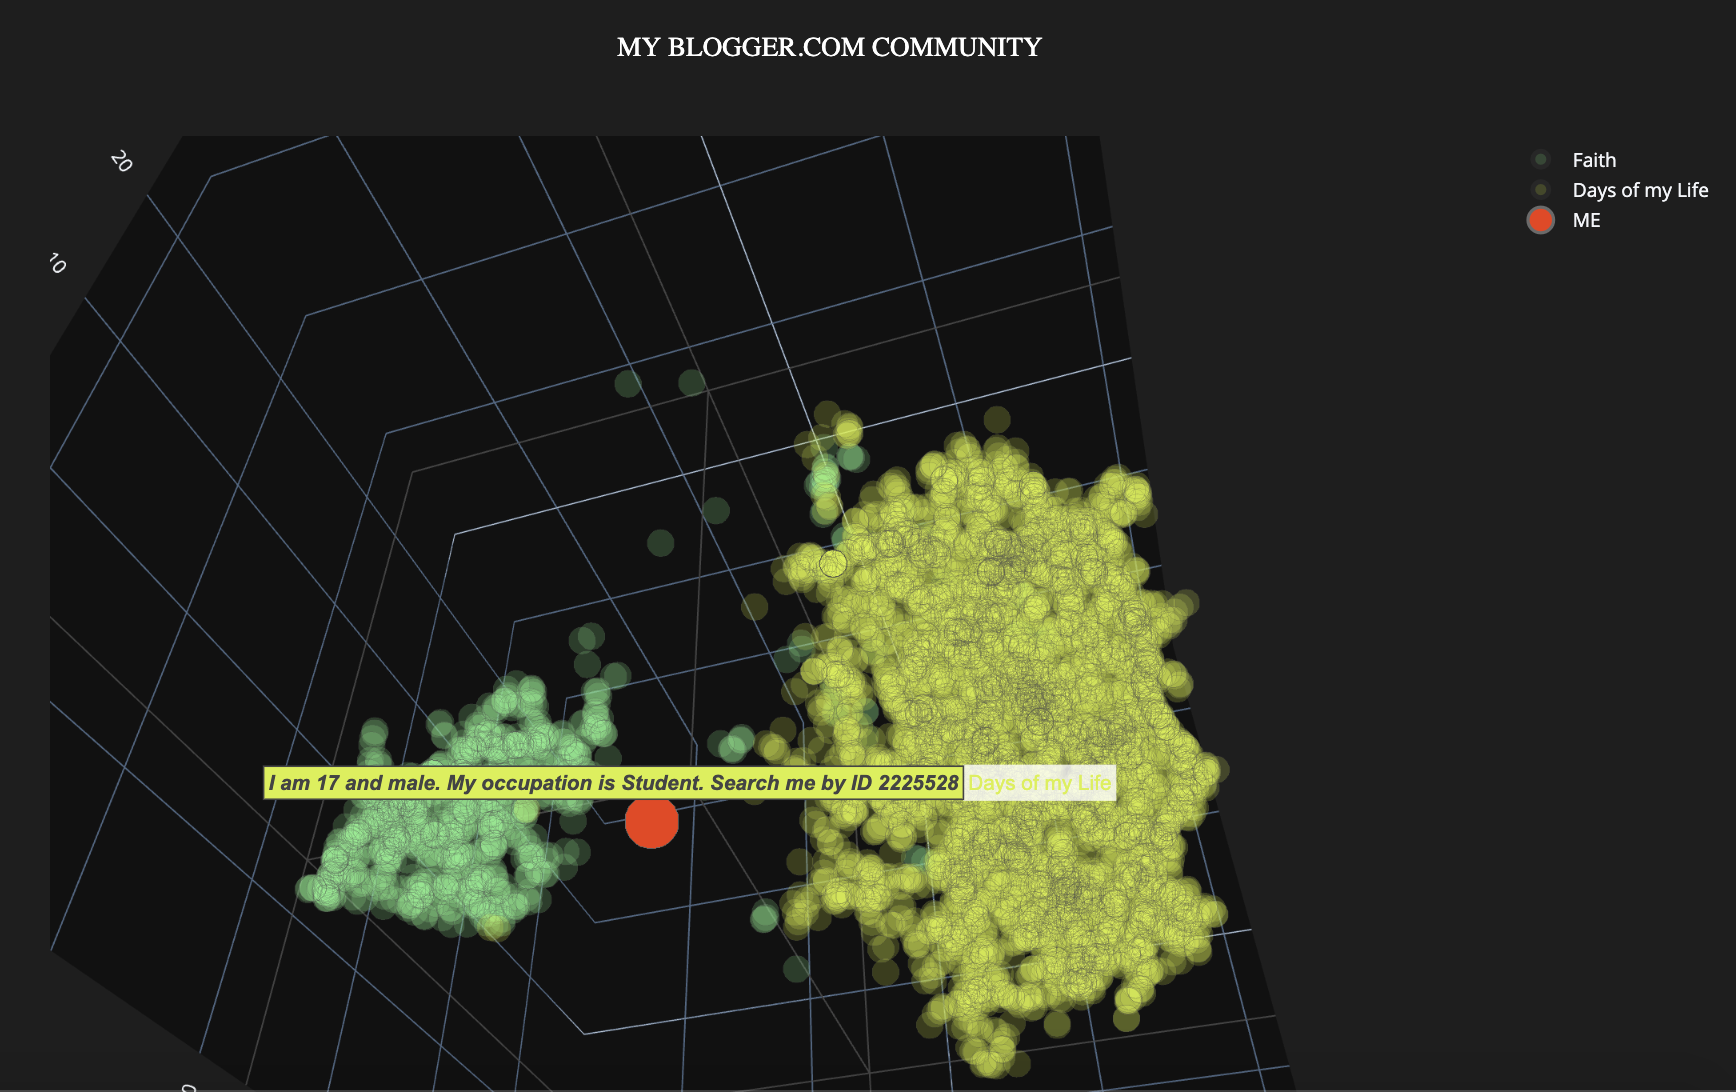 MY BLOGGER.COM COMMUNITY
20
10
Faith
Days of my Life
ME
I am 17 and male. My occupation is Student. Search me by ID 2225528
Days of my Life